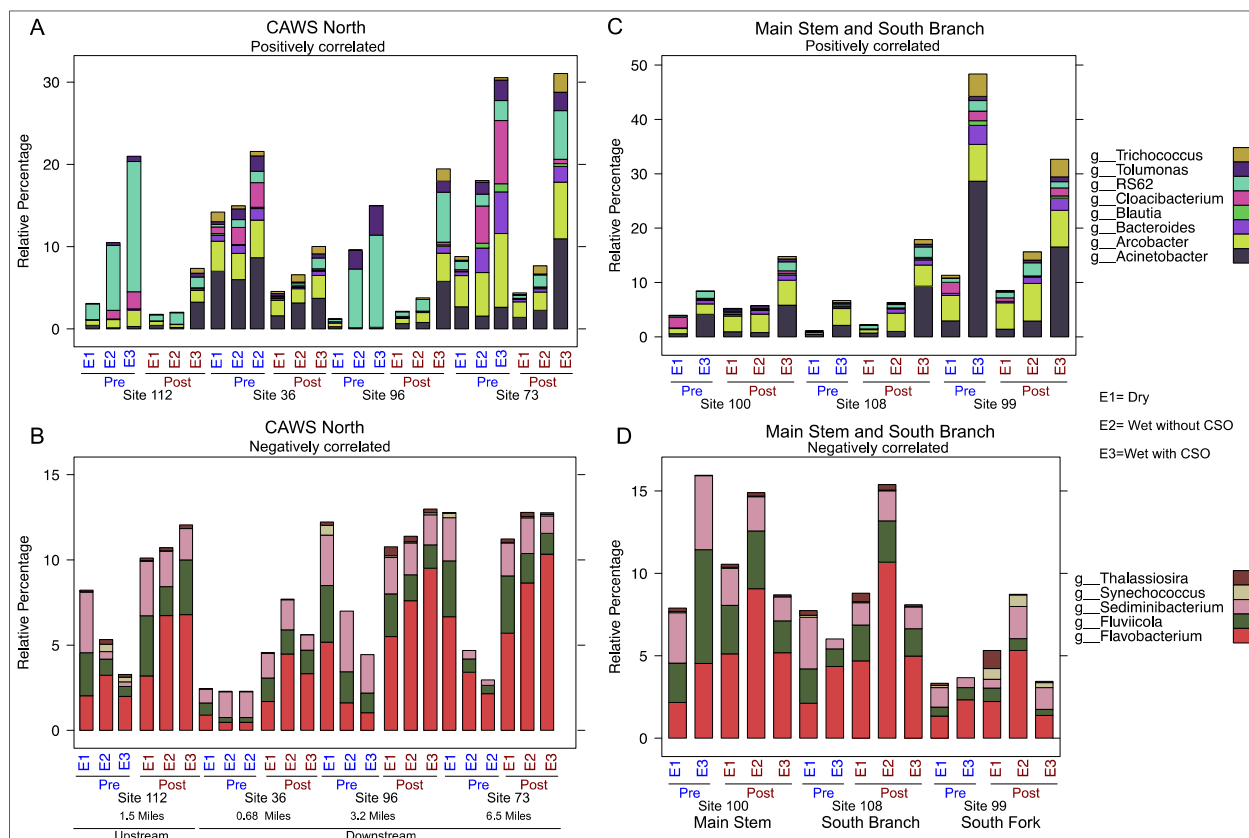 A
CAWS North
Positively correlated
Relative Percentage
30
20
10
0
E1 E2 E3 E1 E2 E3 E1 E2 E2 E1 E2 E3 E1 E2 E3 E1 E2 E3 E1 E2 E3 E1 E2 E3
Pre Post Pre Post Pre Post Pre Post
Site 112 Site 36 Site 96 Site 73
C
Main Stem and South Branch
Positively correlated
Relative Percentage
50
40
30
20
10
0
E1 E3 E1 E2 E3 E1 E3 E1 E2 E3 E1 E3 E1 E2 E3
Pre Post Pre Post Pre Post
Site 100 Site 108 Site 99
g__Trichococcus
g__Tolumonas
g__RS62
g__Cloacibacterium
g__Blautia
g__Bacteroides
g__Arcobacter
g__Acinetobacter
E1= Dry
E2= Wet without CSO
E3=Wet with CSO
B
CAWS North
Negatively correlated
Relative Percentage
15
10
5
0
E1 E2 E3 E1 E2 E3 E1 E2 E2 E1 E2 E3 E1 E2 E3 E1 E2 E3 E1 E2 E2 E1 E2 E3
Pre Post Pre Post Pre Post Pre Post
Site 112 Site 36 Site 96 Site 73
1.5 Miles 0.68 Miles 3.2 Miles 6.5 Miles
Upstream Downstream
D
Main Stem and South Branch
Negatively correlated
Relative Percentage
15
10
5
0
E1 E3 E1 E2 E3 E1 E3 E1 E2 E3 E1 E3 E1 E2 E3
Pre Post Pre Post Pre Post
Site 100 Site 108 Site 99
Main Stem South Branch South Fork
g__Thalassiosira
g__Synechococcus
g__Sediminibacterium
g__Fluviicola
g__Flavobacterium